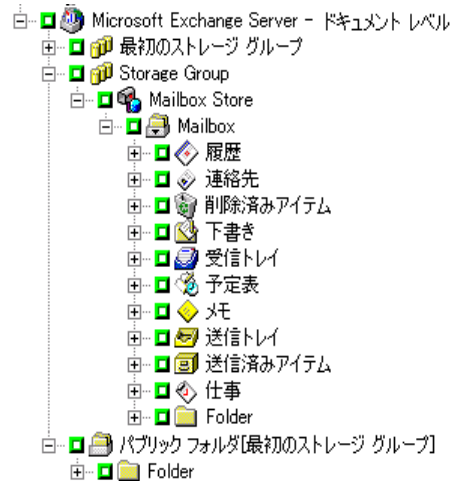 Microsoft Exchange Server - ドキュメント レベル
最初のストレージ グループ
Storage Group
Mailbox Store
Mailbox
履歴
連絡先
削除済みアイテム
下書き
受信トレイ
予定表
メモ
送信トレイ
送信済みアイテム
仕事
Folder
パブリック フォルダ[最初のストレージ グループ]
Folder